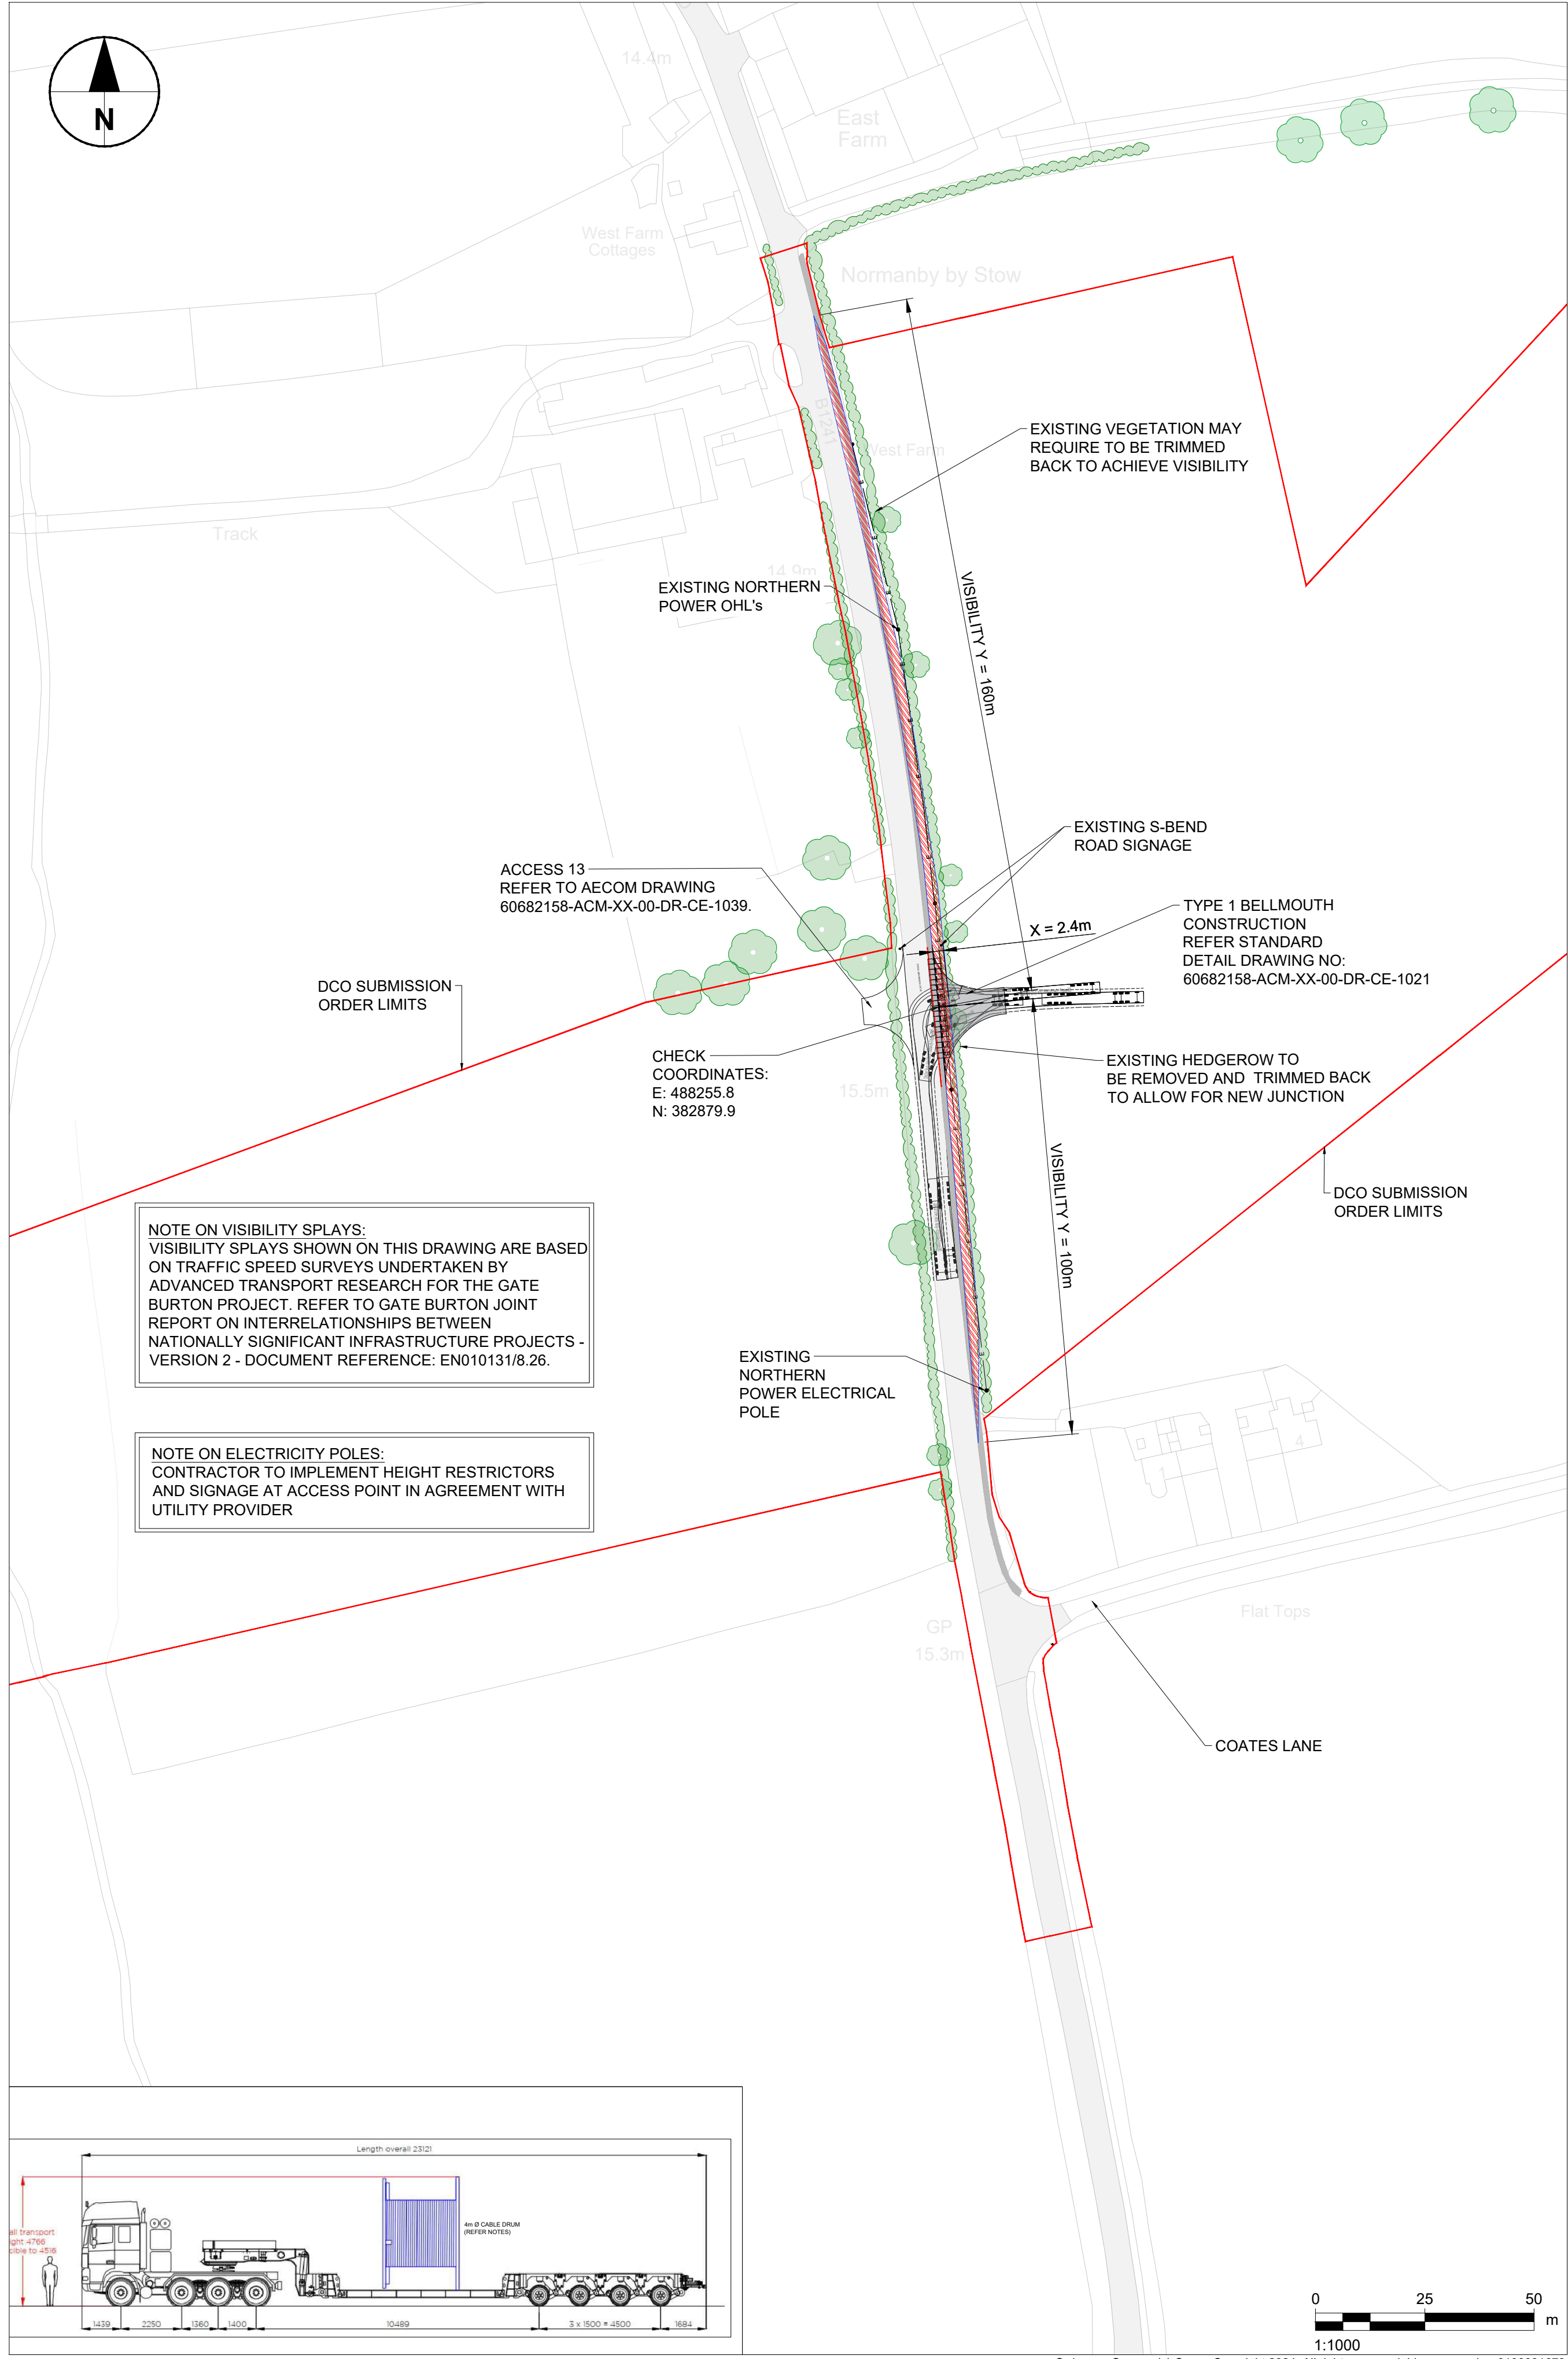 N
14.4m
East
Farm
West Farm
Cottages
Normanby by Stow
B1241
West Farm
EXISTING VEGETATION MAY
REQUIRE TO BE TRIMMED
BACK TO ACHIEVE VISIBILITY
Track
14.9m
EXISTING NORTHERN
POWER OHL's
VISIBILITY Y = 160m
EXISTING S-BEND
ROAD SIGNAGE
ACCESS 13
REFER TO AECOM DRAWING
60682158-ACM-XX-00-DR-CE-1039.
TYPE 1 BELLMOUTH
CONSTRUCTION
REFER STANDARD
DETAIL DRAWING NO:
60682158-ACM-XX-00-DR-CE-1021
X = 2.4m
DCO SUBMISSION
ORDER LIMITS
CHECK
COORDINATES:
E: 488255.8
N: 382879.9
15.5m
EXISTING HEDGEROW TO
BE REMOVED AND TRIMMED BACK
TO ALLOW FOR NEW JUNCTION
VISIBILITY Y = 100m
DCO SUBMISSION
ORDER LIMITS
NOTE ON VISIBILITY SPLAYS:
VISIBILITY SPLAYS SHOWN ON THIS DRAWING ARE BASED
ON TRAFFIC SPEED SURVEYS UNDERTAKEN BY
ADVANCED TRANSPORT RESEARCH FOR THE GATE
BURTON PROJECT. REFER TO GATE BURTON JOINT
REPORT ON INTERRELATIONSHIPS BETWEEN
NATIONALLY SIGNIFICANT INFRASTRUCTURE PROJECTS -
VERSION 2 - DOCUMENT REFERENCE: EN010131/8.26.
EXISTING
NORTHERN
POWER ELECTRICAL
POLE
NOTE ON ELECTRICITY POLES:
CONTRACTOR TO IMPLEMENT HEIGHT RESTRICTORS
AND SIGNAGE AT ACCESS POINT IN AGREEMENT WITH
UTILITY PROVIDER
1
4
Flat Tops
GP
15.3m
COATES LANE
Length overall 23121
all transport
ght 4766
cible to 4516
4m Ø CABLE DRUM
(REFER NOTES)
1439
2250
1360
1400
10489
3 x 1500 = 4500
1684
0
25
50
m
1:1000